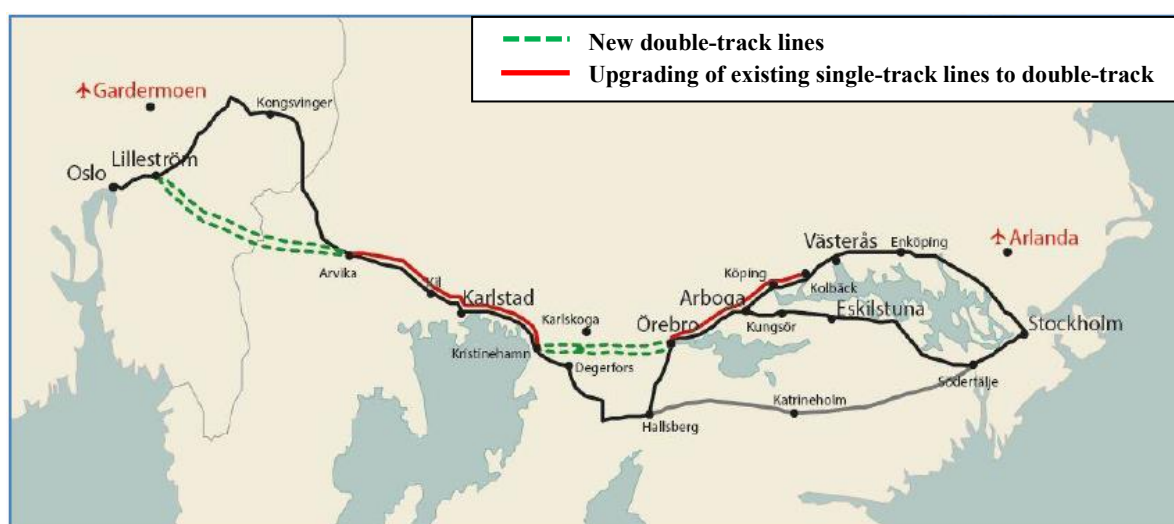 New double-track lines
Upgrading of existing single-track lines to double-track
Gardermoen
Kongsvinger
Lilleström
Oslo
Arvika
Kil
Karlstad
Kristinehamn
Karlskoga
Degerfors
Örebro
Hallsberg
Arboga
Köping
Kolbäck
Västerås
Enköping
Arlanda
Kungsör
Eskilstuna
Stockholm
Södertälje
Katrineholm